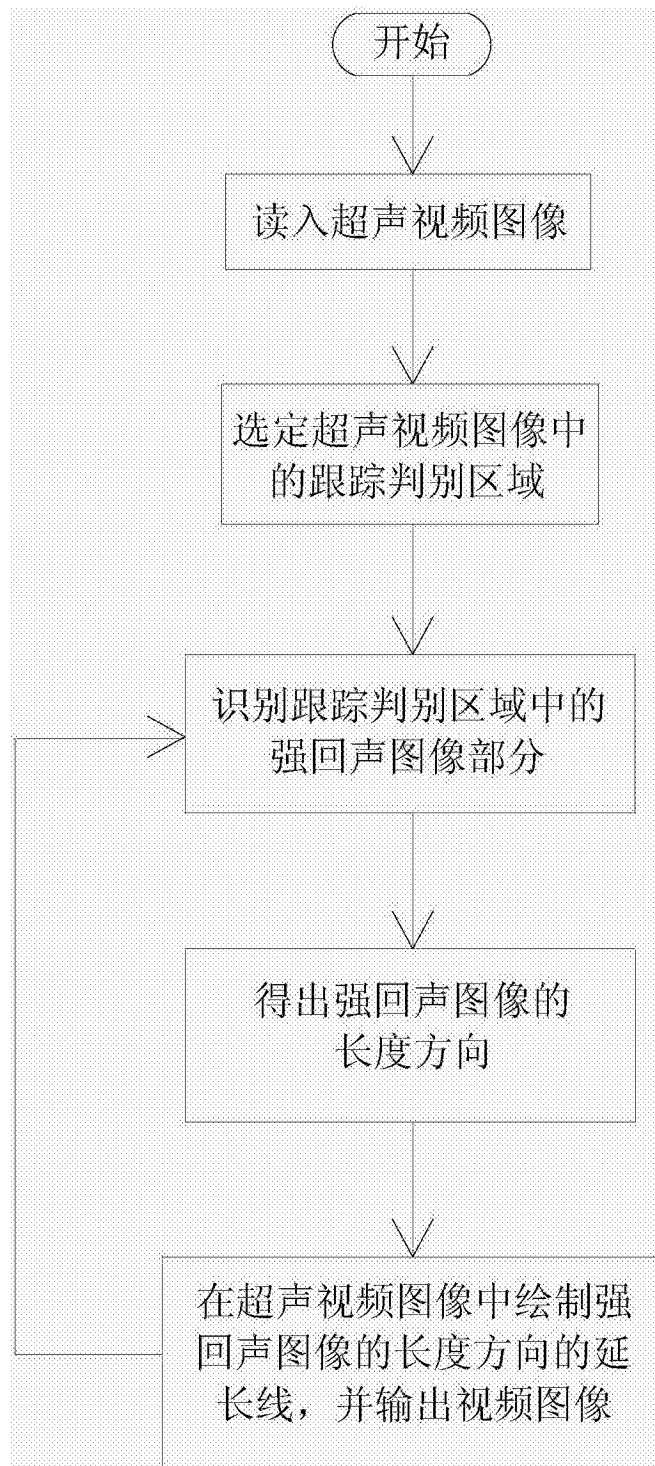 开始
读入超声视频图像
选定超声视频图像中
的跟踪判别区域
识别跟踪判别区域中的
强回声图像部分
得出强回声图像的
长度方向
在超声视频图像中绘制强
回声图像的长度方向的延
长线，并输出视频图像